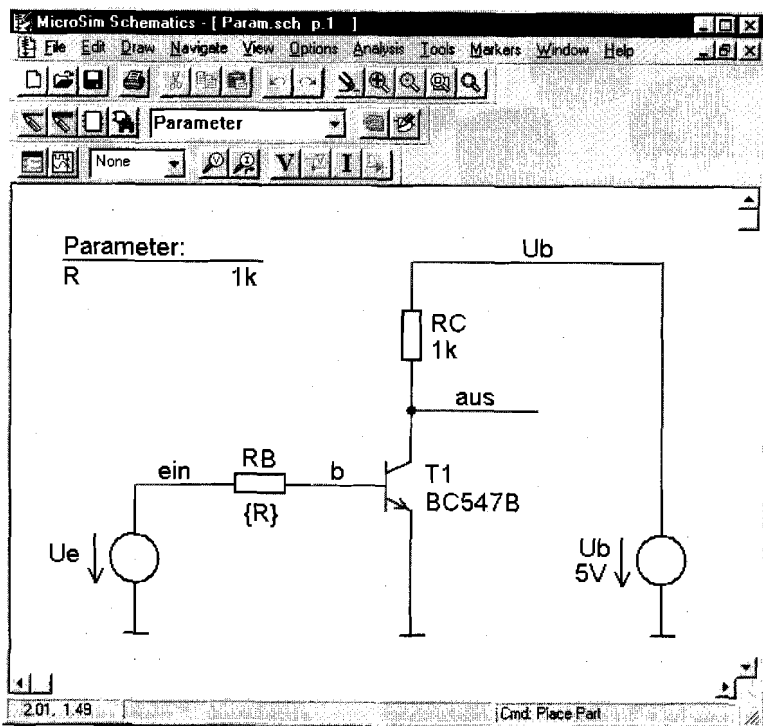 MicroSim Schematics - [ Param.sch p.1 ]
File Edit Draw Navigate View Options Analysis Tools Markers Window Help
Parameter
None V I
Parameter:
R 1k
Ub
RC
1k
aus
ein RB b
{R}
T1
BC547B
Ue
Ub
5V
2.01, 1.49 Cmd: Place Part